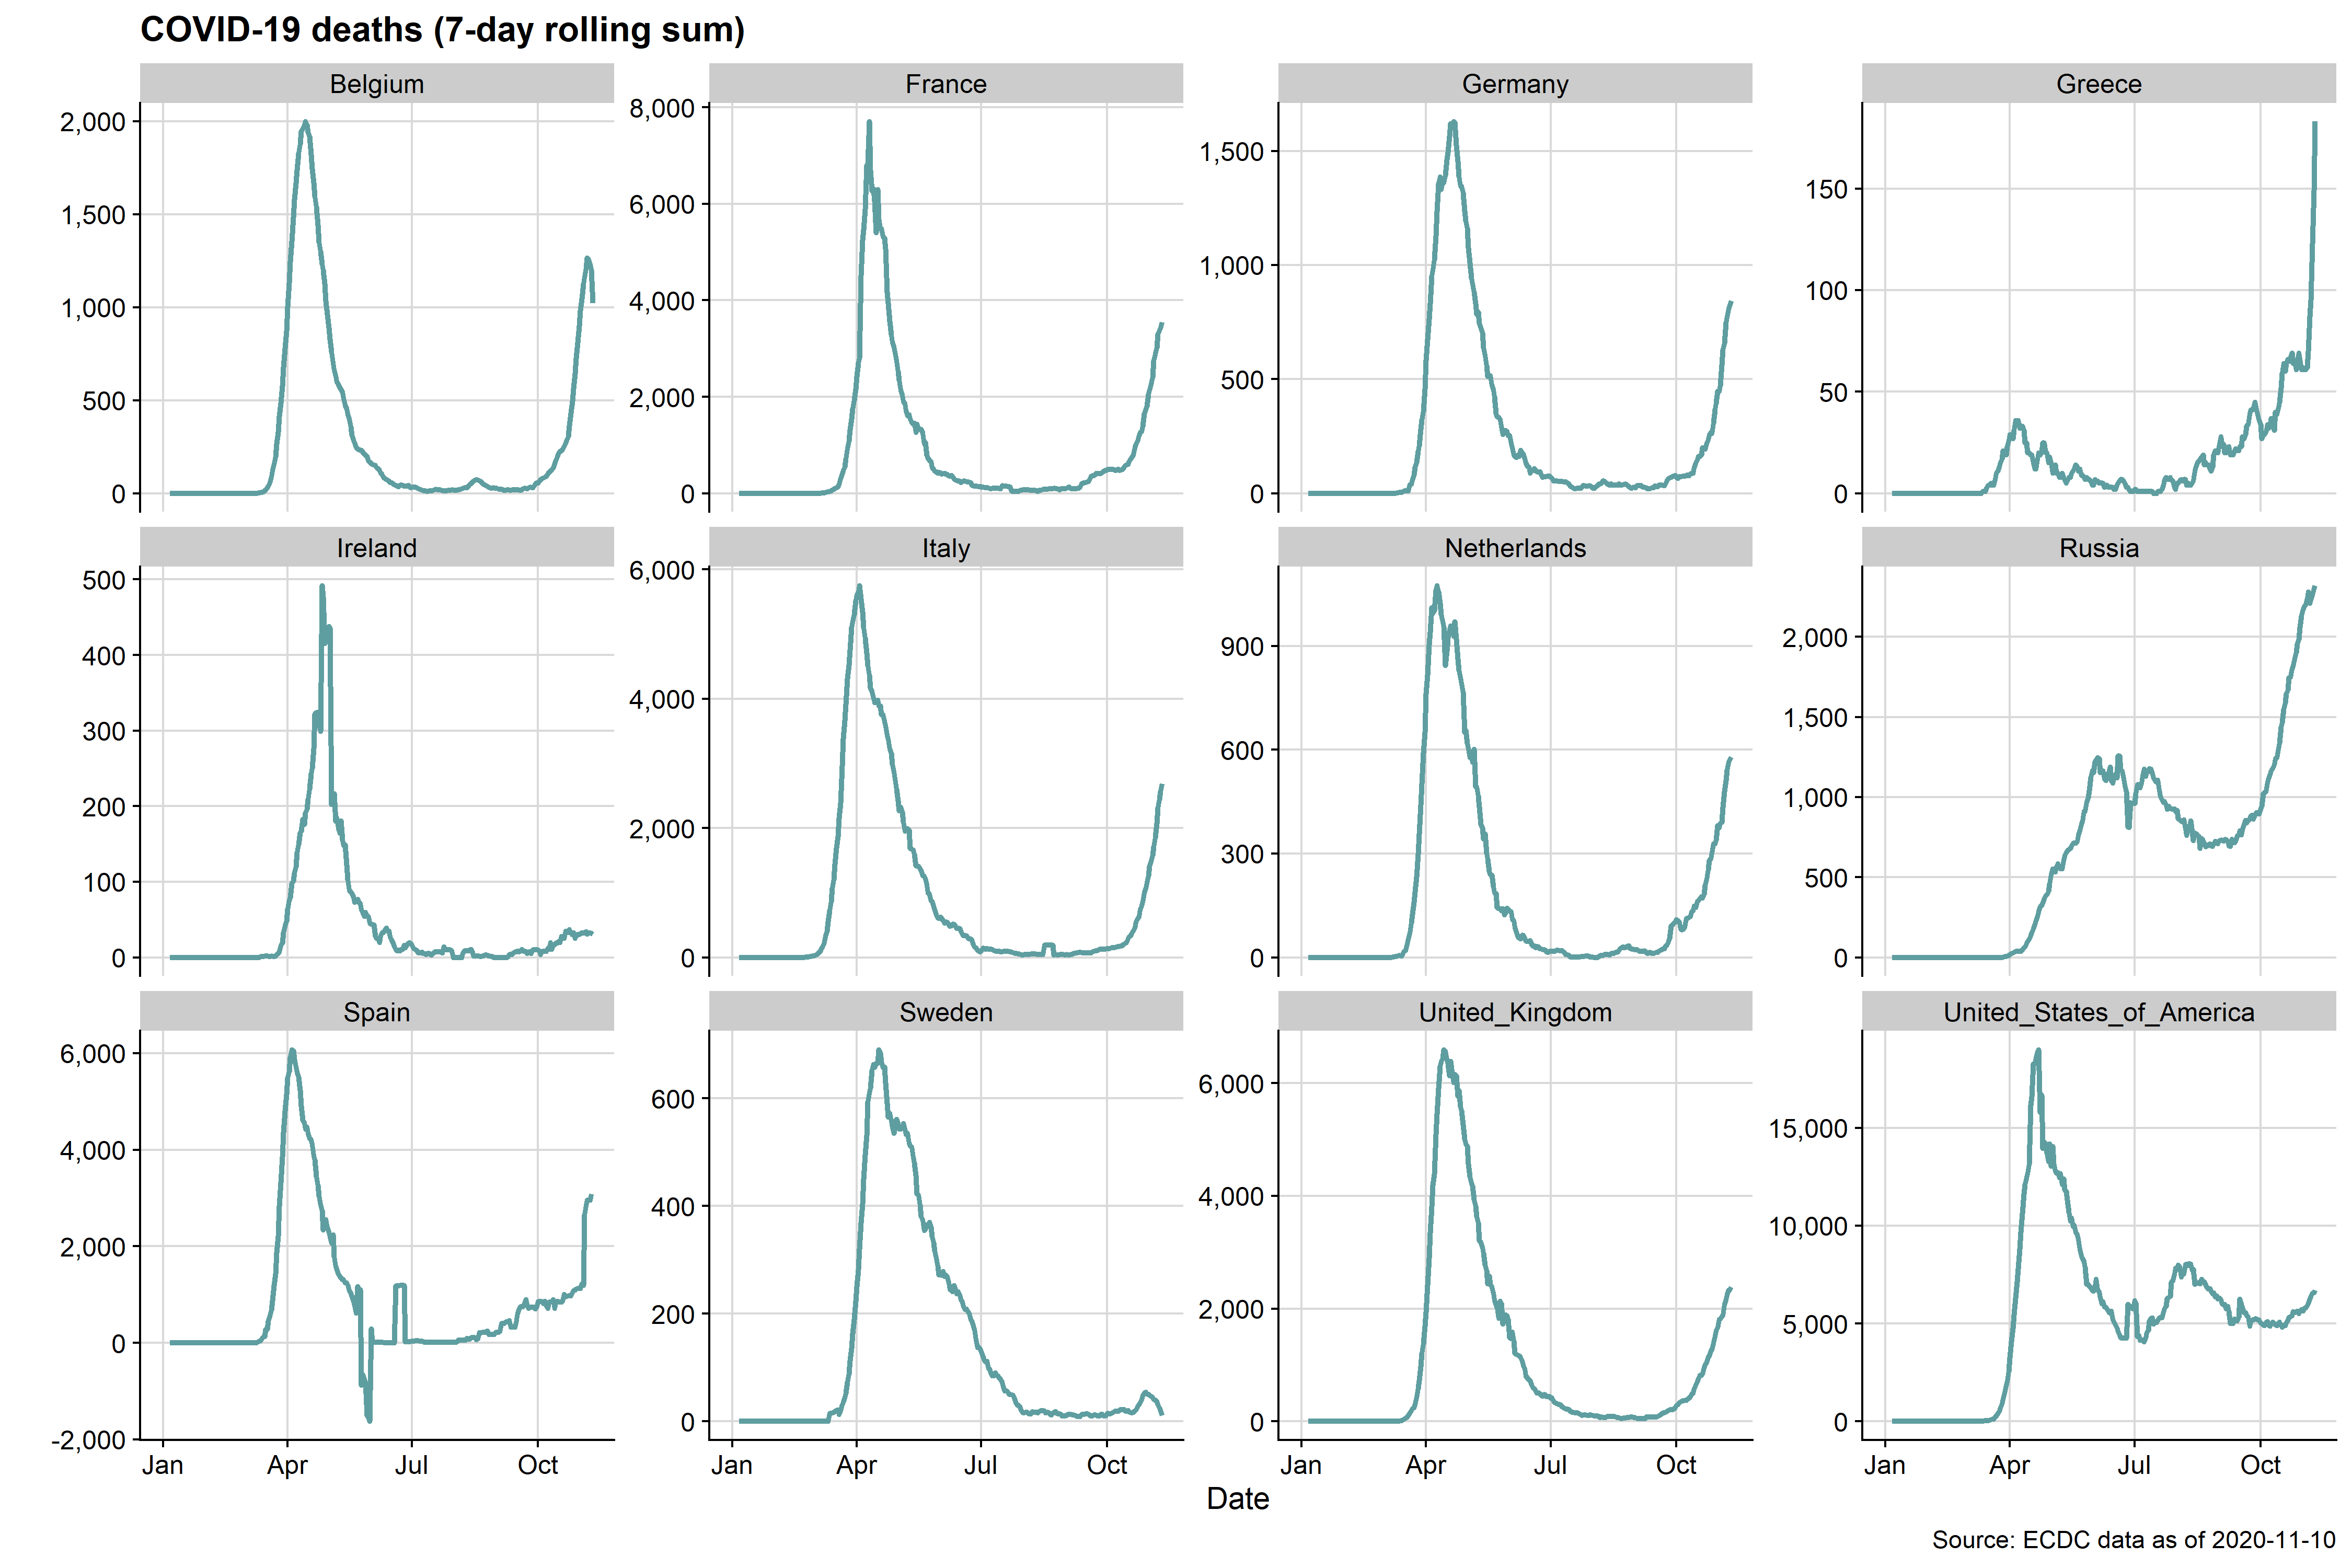 COVID-19 deaths (7-day rolling sum)
Belgium
2,000
1,500
1,000
500
0
France
8,000
6,000
4,000
2,000
0
Germany
1,500
1,000
500
0
Greece
150
100
50
0
Ireland
500
400
300
200
100
0
Italy
6,000
4,000
2,000
0
Netherlands
900
600
300
0
Russia
2,000
1,500
1,000
500
0
Spain
6,000
4,000
2,000
0
-2,000
Jan Apr Jul Oct
Sweden
600
400
200
0
Jan Apr Jul Oct
United_Kingdom
6,000
4,000
2,000
0
Jan Apr Jul Oct
United_States_of_America
15,000
10,000
5,000
0
Jan Apr Jul Oct
Date
Source: ECDC data as of 2020-11-10